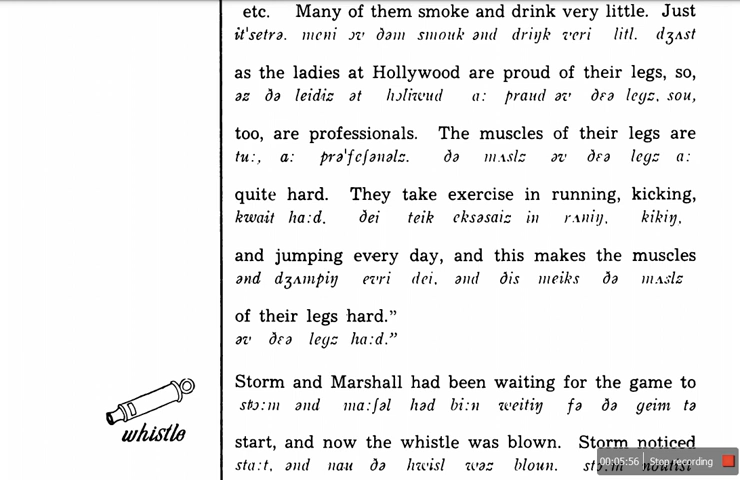 etc. Many of them smoke and drink very little. Just
it'setrə. meni ɔv ðəm smouk ənd driŋk veri litl. dʒʌst
as the ladies at Hollywood are proud of their legs, so,
əz ðə leidiz ət hɔliwud a: praud əv ðɛə legz, sou,
too, are professionals. The muscles of their legs are
tu:, a: prə'feʃənəlz. ðə mʌslz əv ðɛə legz a:
quite hard. They take exercise in running, kicking,
kwait ha:d. ðei teik eksəsaiz in rʌniŋ, kikiŋ,
and jumping every day, and this makes the muscles
ənd dʒʌmpiŋ evri dei, ənd ðis meiks ðə mʌslz
of their legs hard.”
əv ðɛə legz ha:d.”
Storm and Marshall had been waiting for the game to
stɔ:m ənd ma:ʃəl həd bi:n weitiŋ fə ðə geim tə
whistle
start, and now the whistle was blown. Storm noticed
sta:t, ənd nau ðə hwisl wəz bloun.
00:05:56 Stop recording